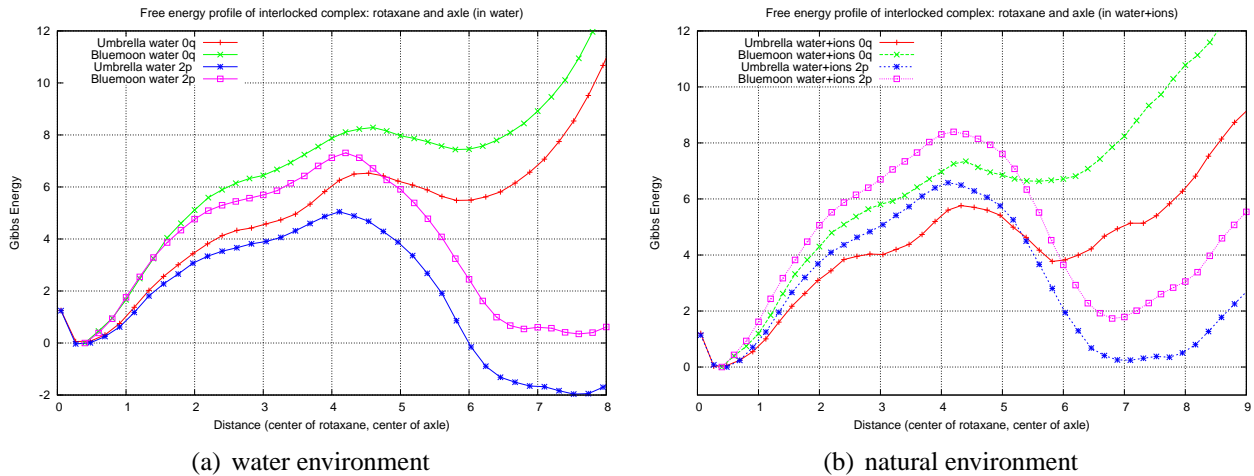 Free energy profile of interlocked complex: rotaxane and axle (in water)
12
10
8
6
4
2
0
-2
Gibbs Energy
Umbrella water 0q
Bluemoon water 0q
Umbrella water 2p
Bluemoon water 2p
0 1 2 3 4 5 6 7 8
Distance (center of rotaxane, center of axle)
(a) water environment
Free energy profile of interlocked complex: rotaxane and axle (in water+ions)
12
10
8
6
4
2
0
Gibbs Energy
Umbrella water+ions 0q
Bluemoon water+ions 0q
Umbrella water+ions 2p
Bluemoon water+ions 2p
0 1 2 3 4 5 6 7 8 9
Distance (center of rotaxane, center of axle)
(b) natural environment